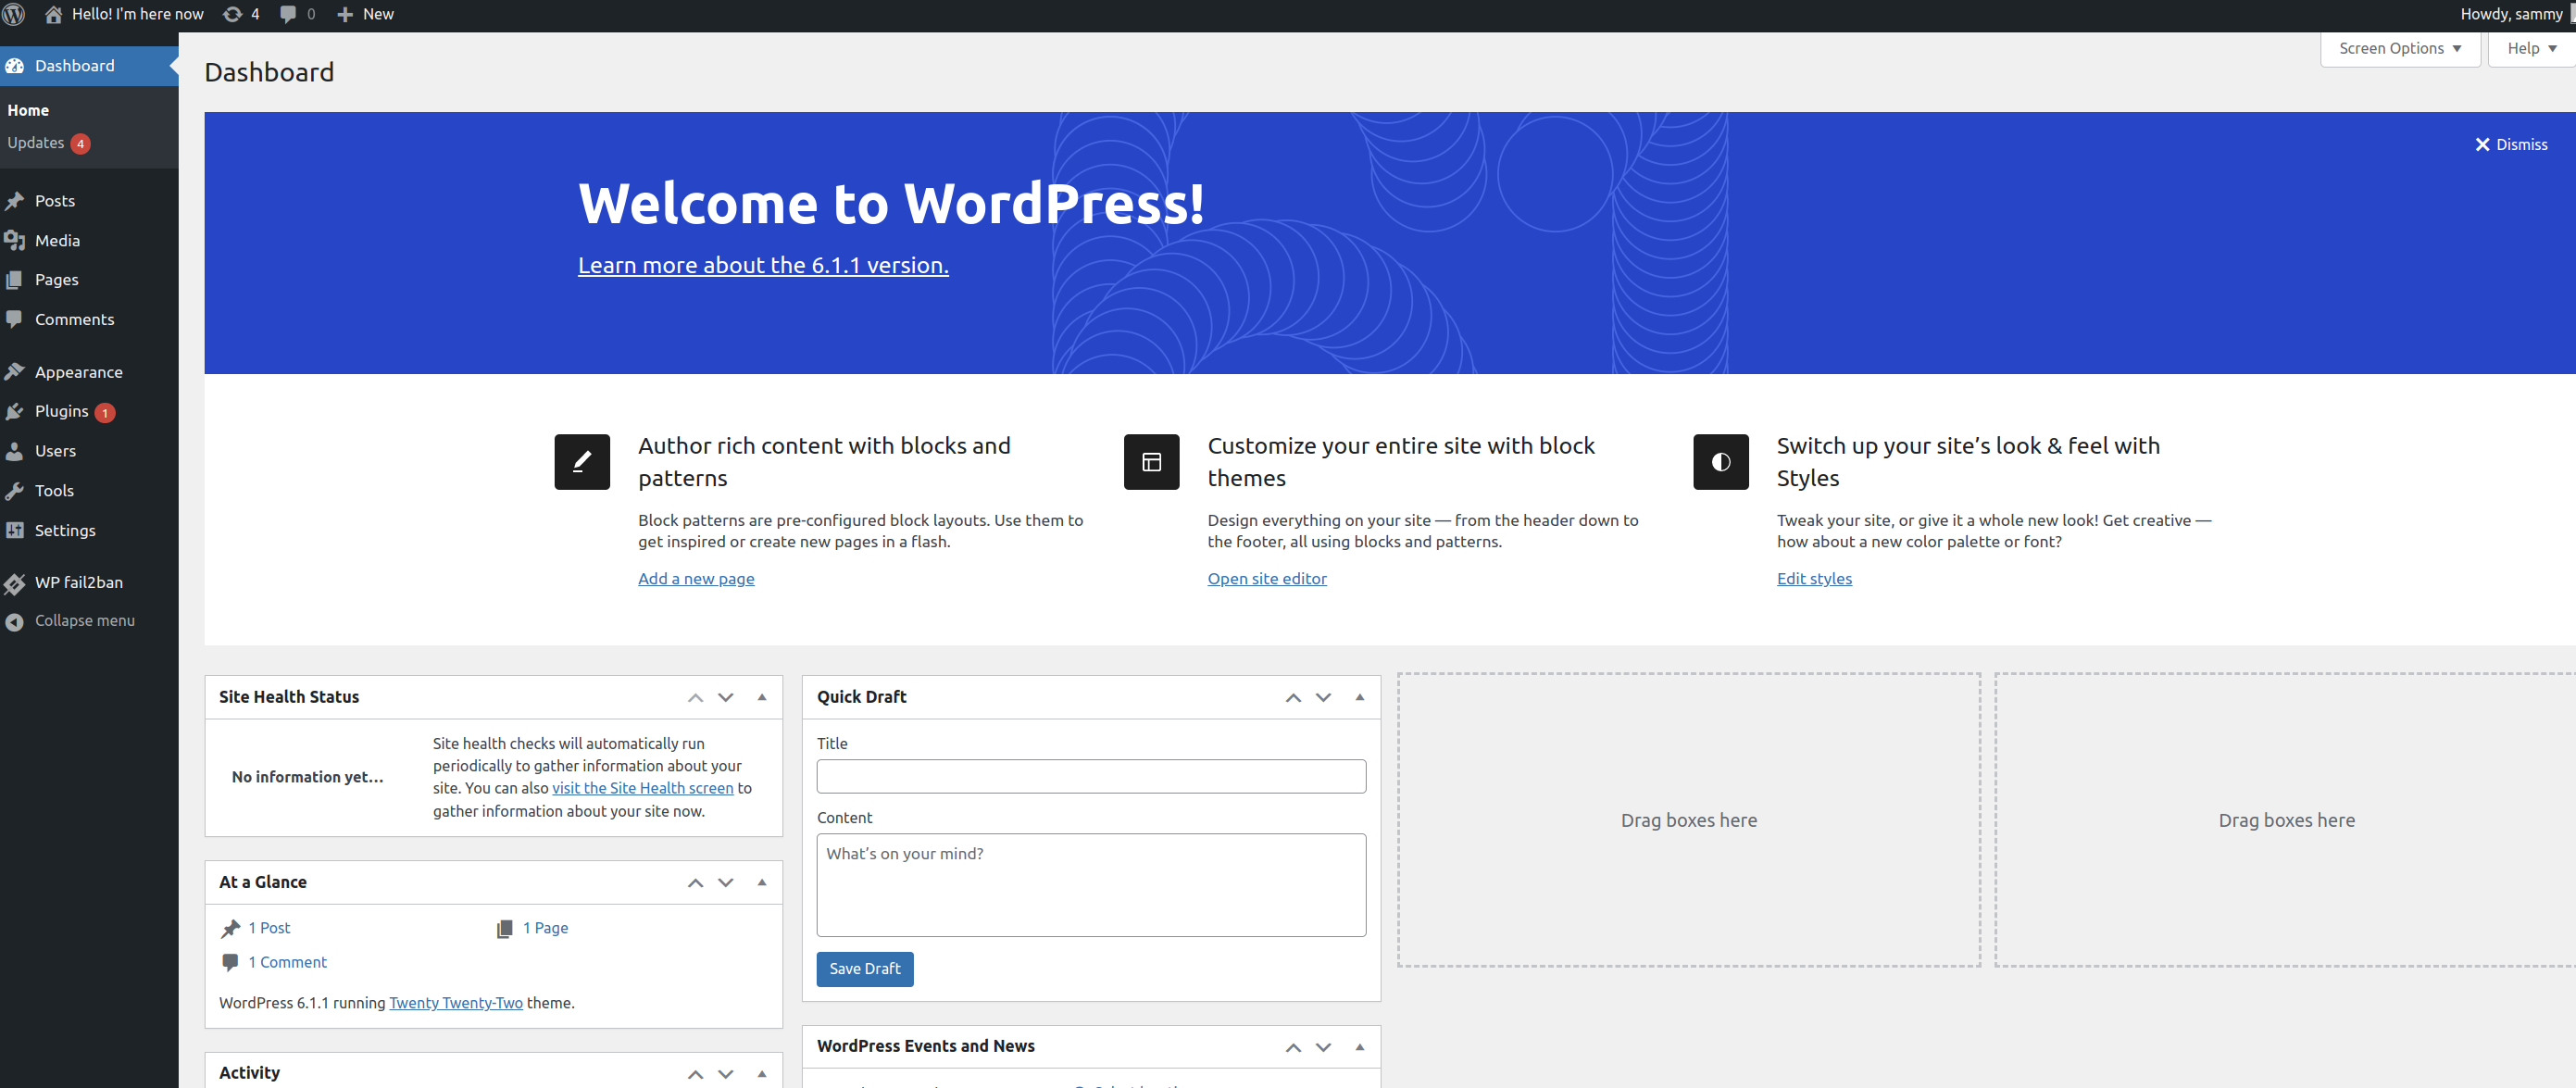 Hello! I'm here now 4 0 New
Howdy, sammy
Dashboard
Home
Updates 4
Posts
Media
Pages
Comments
Appearance
Plugins 1
Users
Tools
Settings
WP fail2ban
Collapse menu
Screen Options
Help
Dashboard
Dismiss
Welcome to WordPress!
Learn more about the 6.1.1 version.
Author rich content with blocks and
patterns
Block patterns are pre-configured block layouts. Use them to
get inspired or create new pages in a flash.
Add a new page
Customize your entire site with block
themes
Design everything on your site — from the header down to
the footer, all using blocks and patterns.
Open site editor
Switch up your site’s look & feel with
Styles
Tweak your site, or give it a whole new look! Get creative —
how about a new color palette or font?
Edit styles
Site Health Status
No information yet…
Site health checks will automatically run
periodically to gather information about your
site. You can also visit the Site Health screen to
gather information about your site now.
At a Glance
1 Post
1 Page
1 Comment
WordPress 6.1.1 running Twenty Twenty-Two theme.
Activity
Quick Draft
Title
Content
What’s on your mind?
Save Draft
WordPress Events and News
Drag boxes here
Drag boxes here